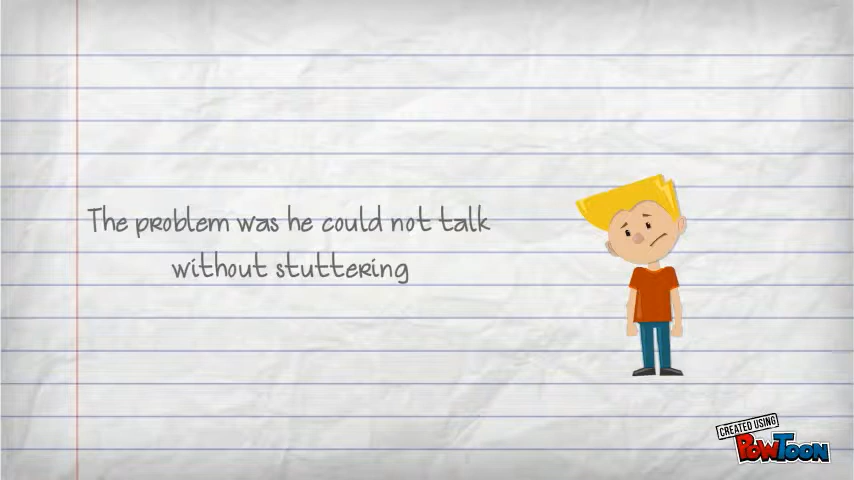 The problem was he could not talk
without stuttering
CREATED USING
POWTOON